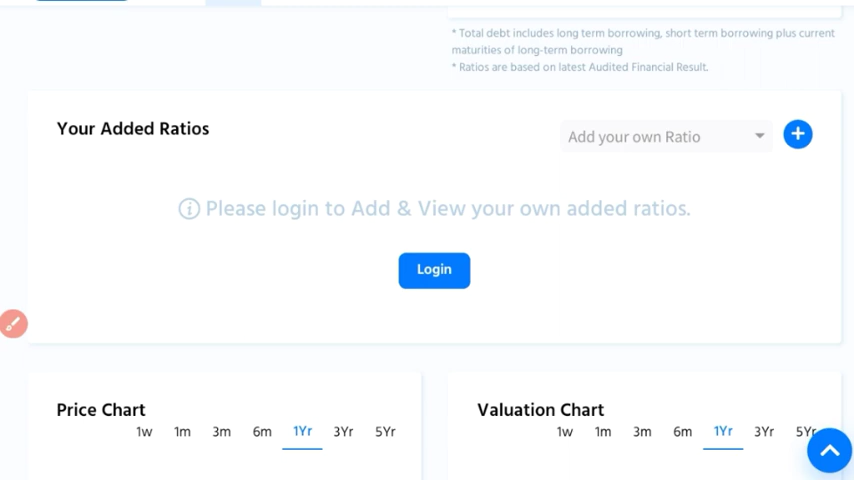 * Total debt includes long term borrowing, short term borrowing plus current
maturities of long-term borrowing
* Ratios are based on latest Audited Financial Result.
Your Added Ratios
Add your own Ratio
Please login to Add & View your own added ratios.
Login
Price Chart
1w 1m 3m 6m 1Yr 3Yr 5Yr
Valuation Chart
1w 1m 3m 6m 1Yr 3Yr 5Yr